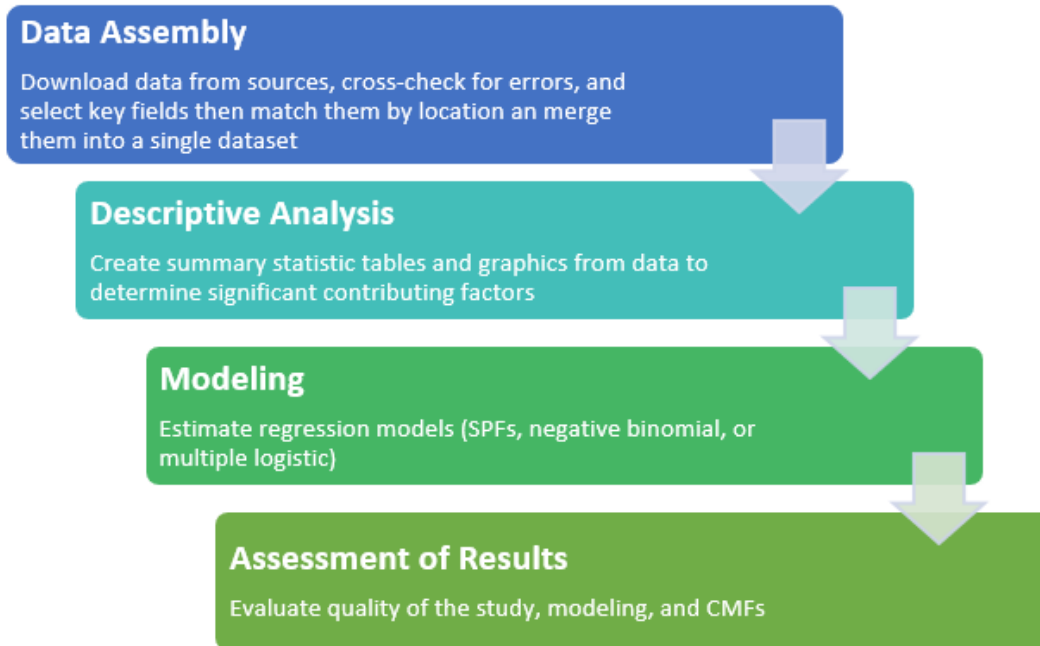 Data Assembly
Download data from sources, cross-check for errors, and
select key fields then match them by location an merge
them into a single dataset
Descriptive Analysis
Create summary statistic tables and graphics from data to
determine significant contributing factors
Modeling
Estimate regression models (SPFs, negative binomial, or
multiple logistic)
Assessment of Results
Evaluate quality of the study, modeling, and CMFs